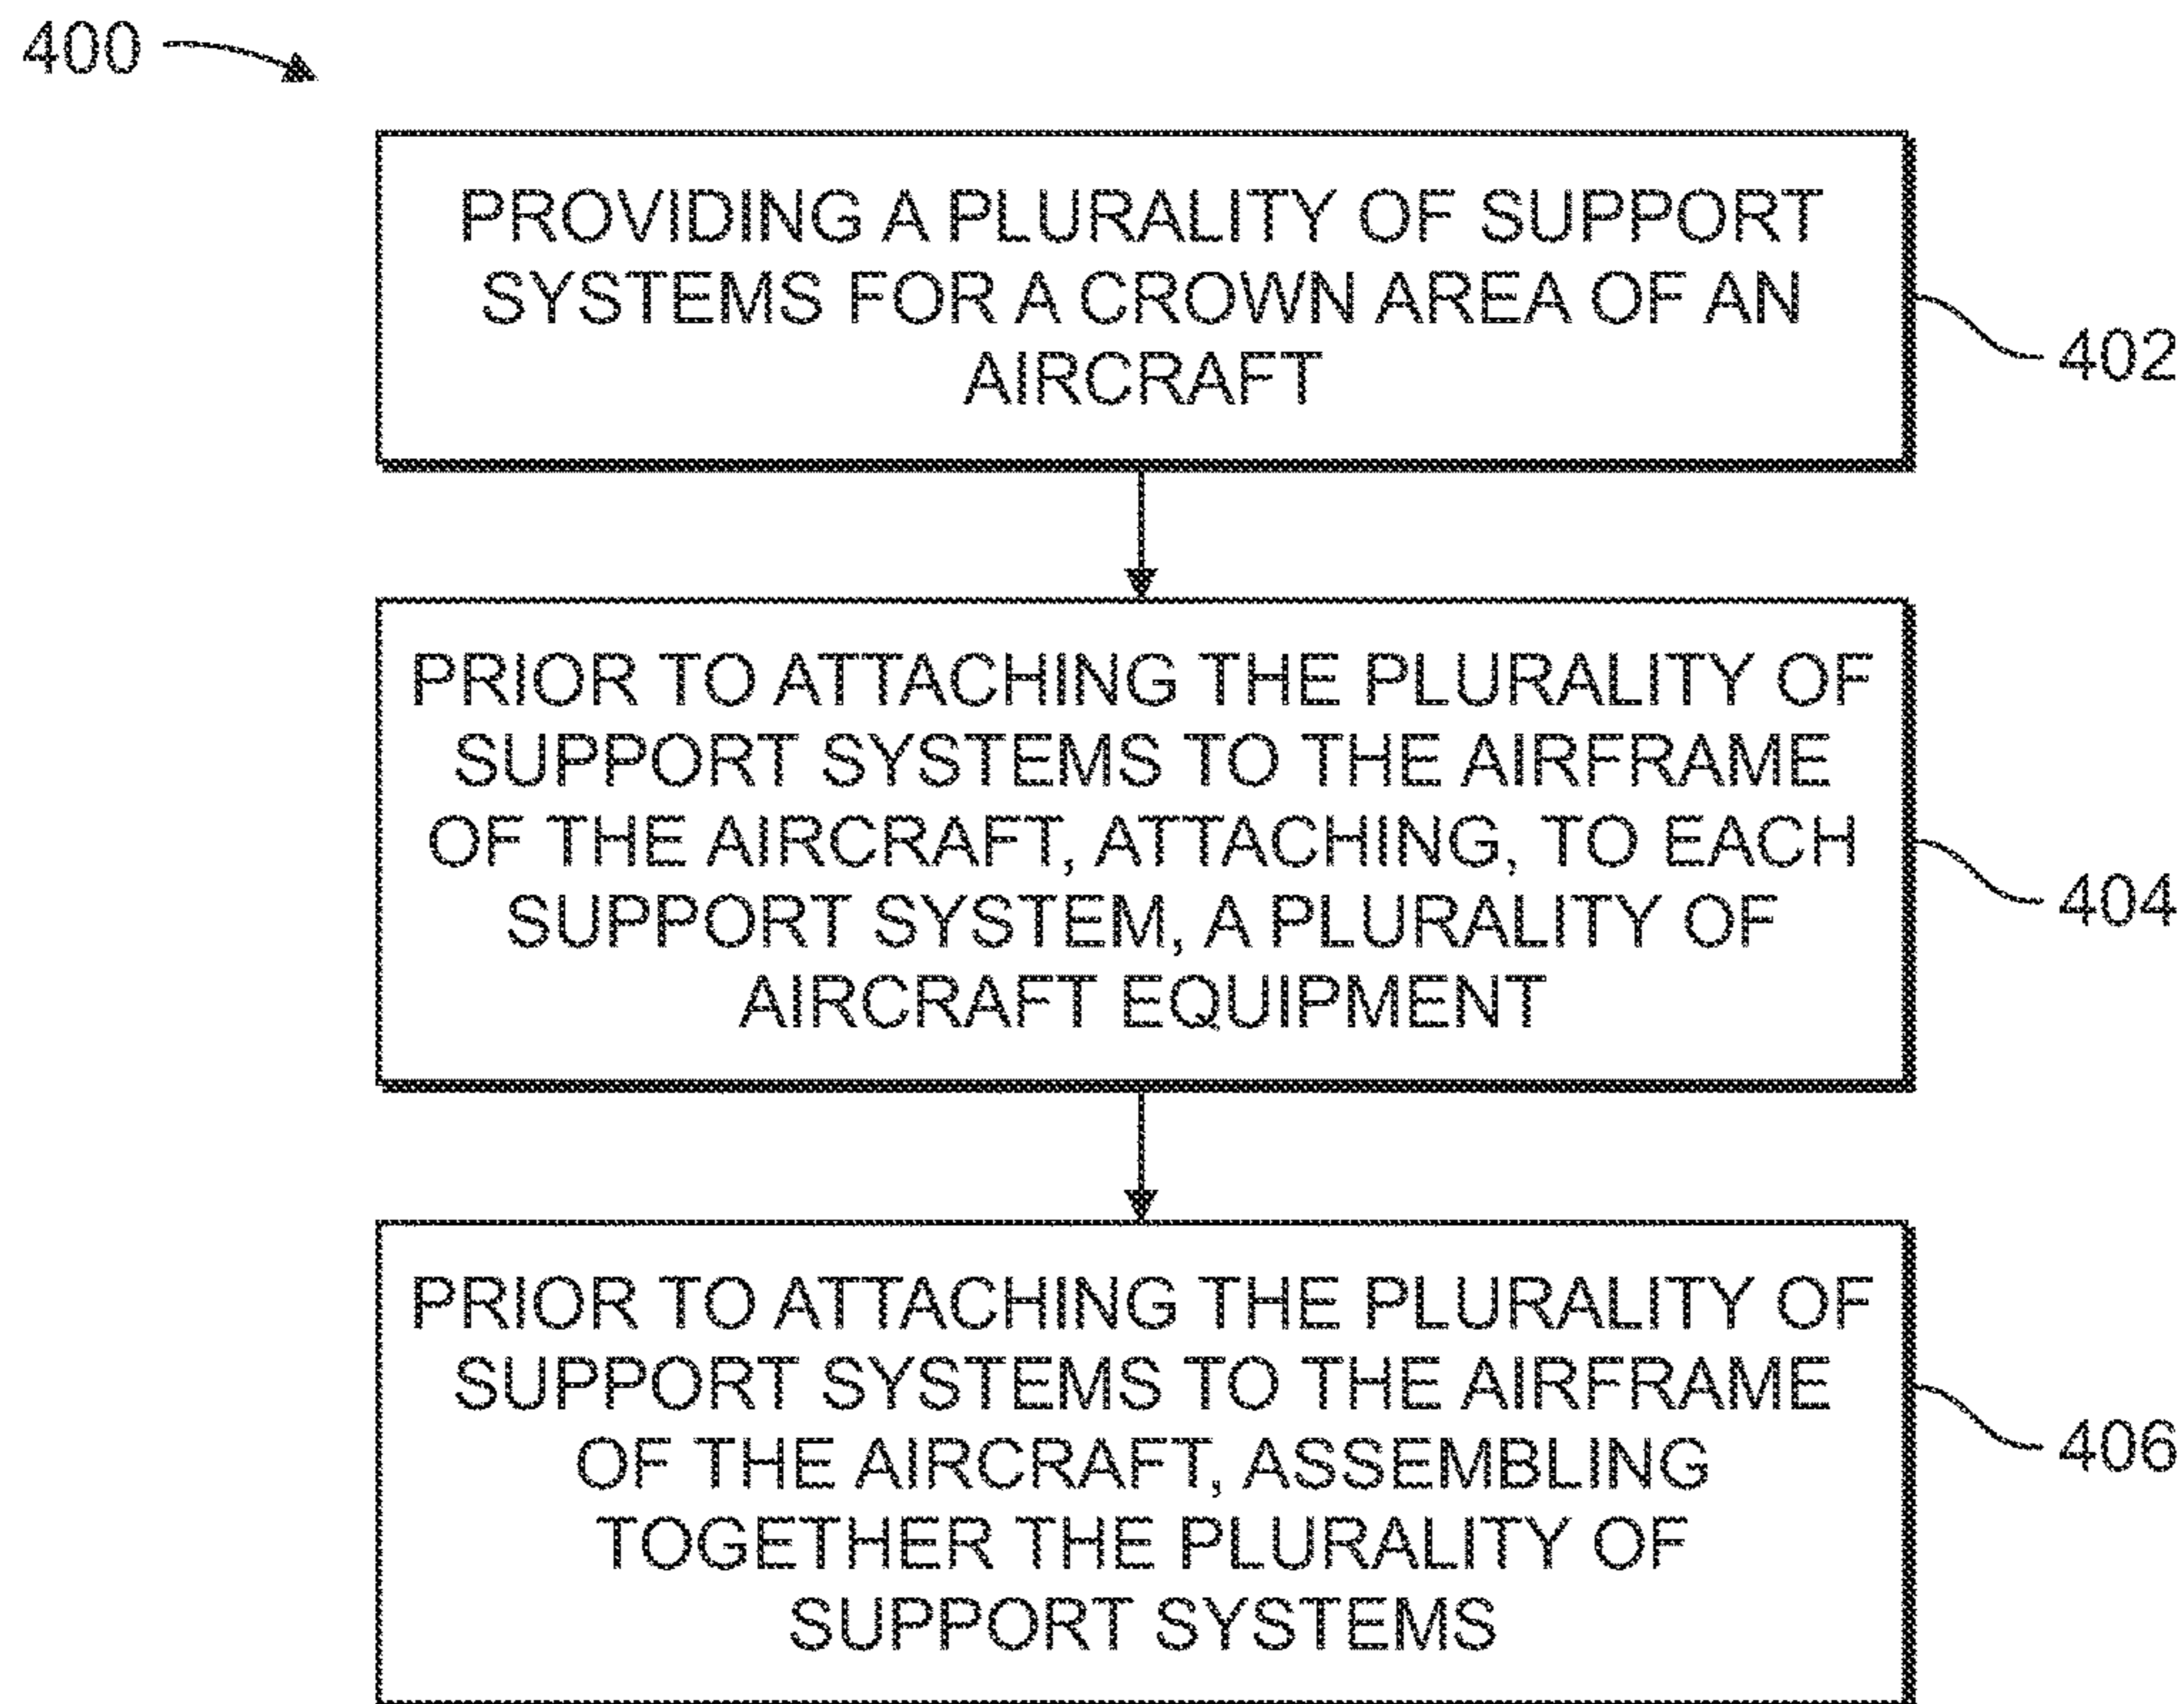 400
PROVIDING A PLURALITY OF SUPPORT
SYSTEMS FOR A CROWN AREA OF AN
AIRCRAFT
402
PRIOR TO ATTACHING THE PLURALITY OF
SUPPORT SYSTEMS TO THE AIRFRAME
OF THE AIRCRAFT, ATTACHING, TO EACH
SUPPORT SYSTEM, A PLURALITY OF
AIRCRAFT EQUIPMENT
404
PRIOR TO ATTACHING THE PLURALITY OF
SUPPORT SYSTEMS TO THE AIRFRAME
OF THE AIRCRAFT, ASSEMBLING
TOGETHER THE PLURALITY OF
SUPPORT SYSTEMS
406